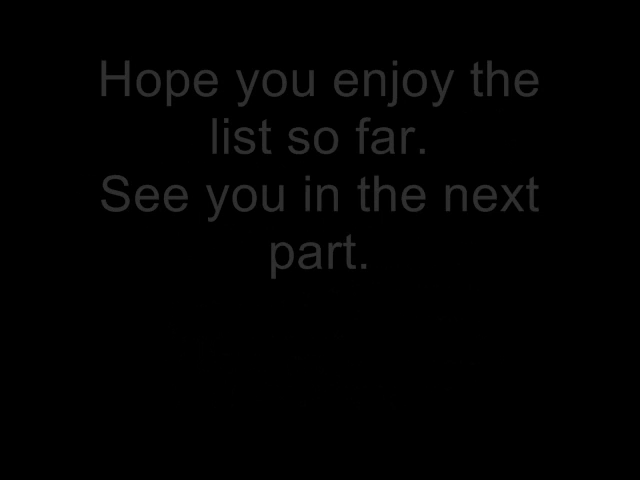 Hope you enjoy the
list so far.
See you in the next
part.